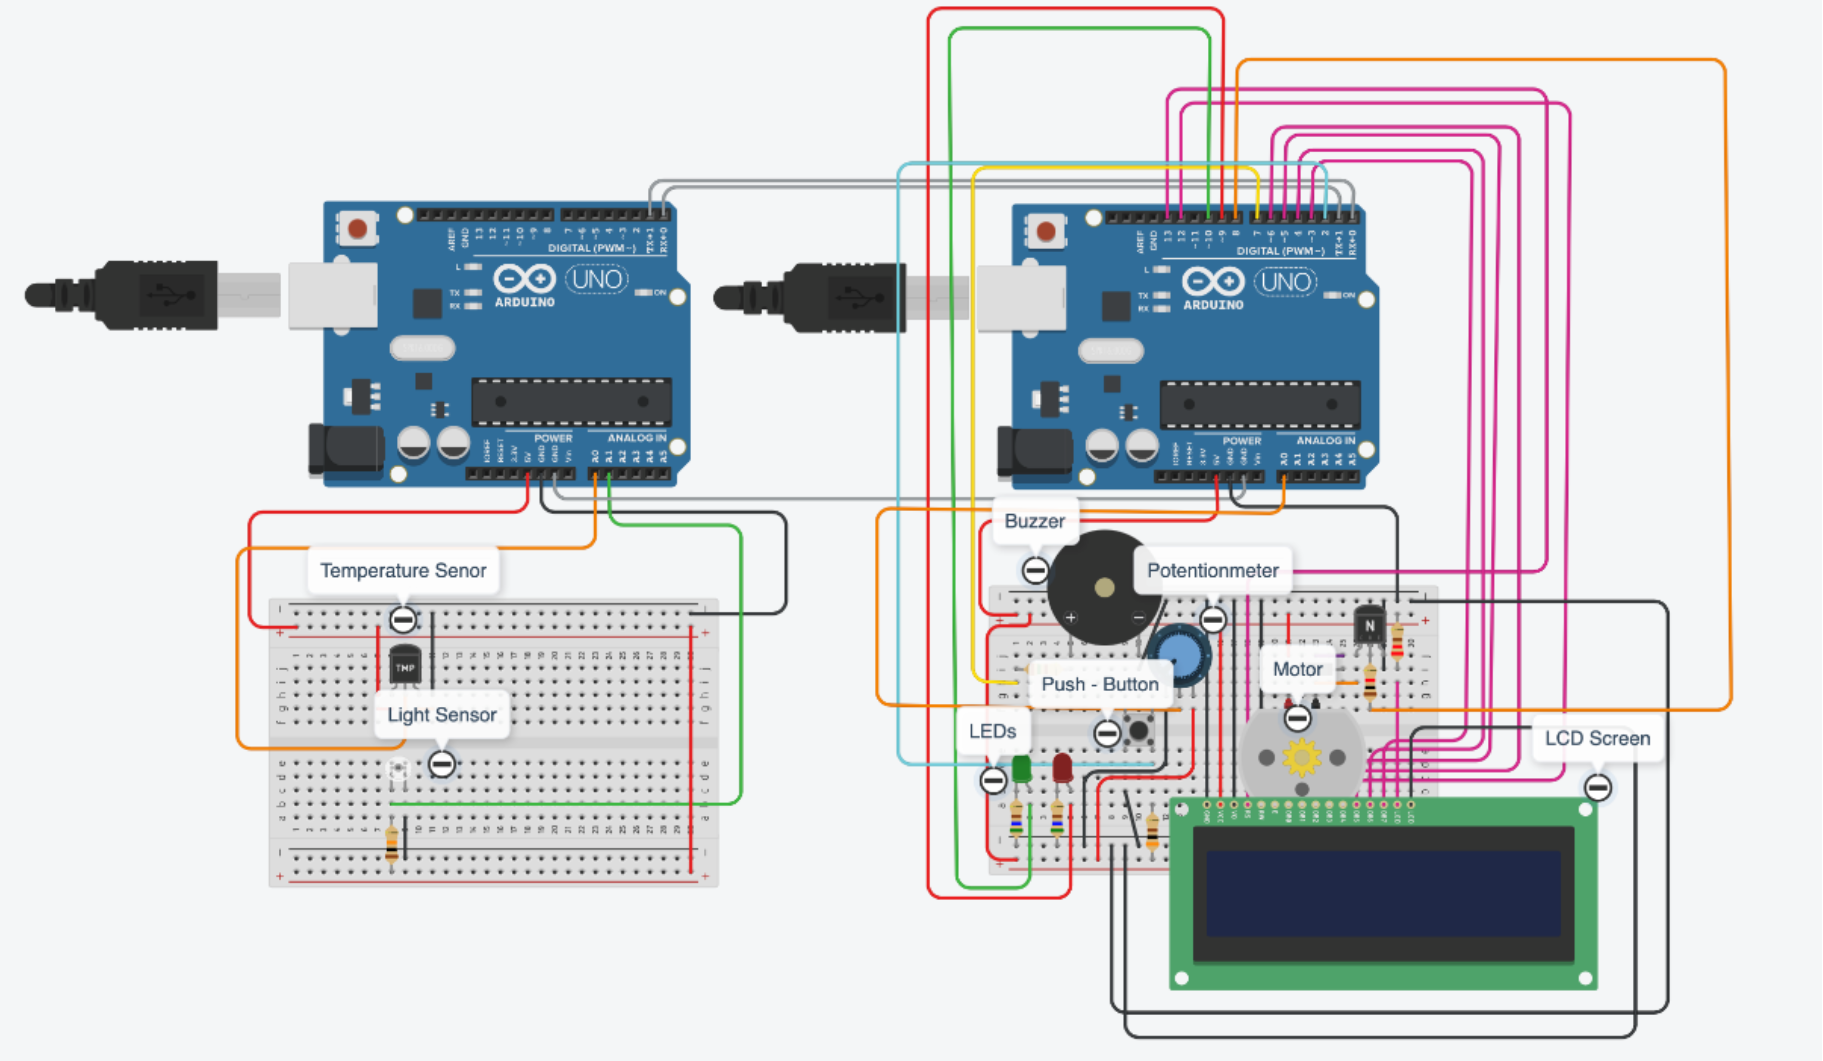 AREF
GND
13
12
~11
~10
~9
8
7
~6
~5
4
~3
2
TX→1
RX←0
DIGITAL (PWM~)
L
TX
RX
ARDUINO
UNO
ON
IOREF
RESET
3.3V
5V
GND
GND
Vin
POWER
ANALOG IN
A0
A1
A2
A3
A4
A5
AREF
GND
13
12
~11
~10
~9
8
7
~6
~5
4
~3
2
TX→1
RX←0
DIGITAL (PWM~)
L
TX
RX
ARDUINO
UNO
ON
IOREF
RESET
3.3V
5V
GND
GND
Vin
POWER
ANALOG IN
A0
A1
A2
A3
A4
A5
Buzzer
Temperature Senor
Potentionmeter
TMP
N
Light Sensor
Push - Button
Motor
LEDs
LCD Screen